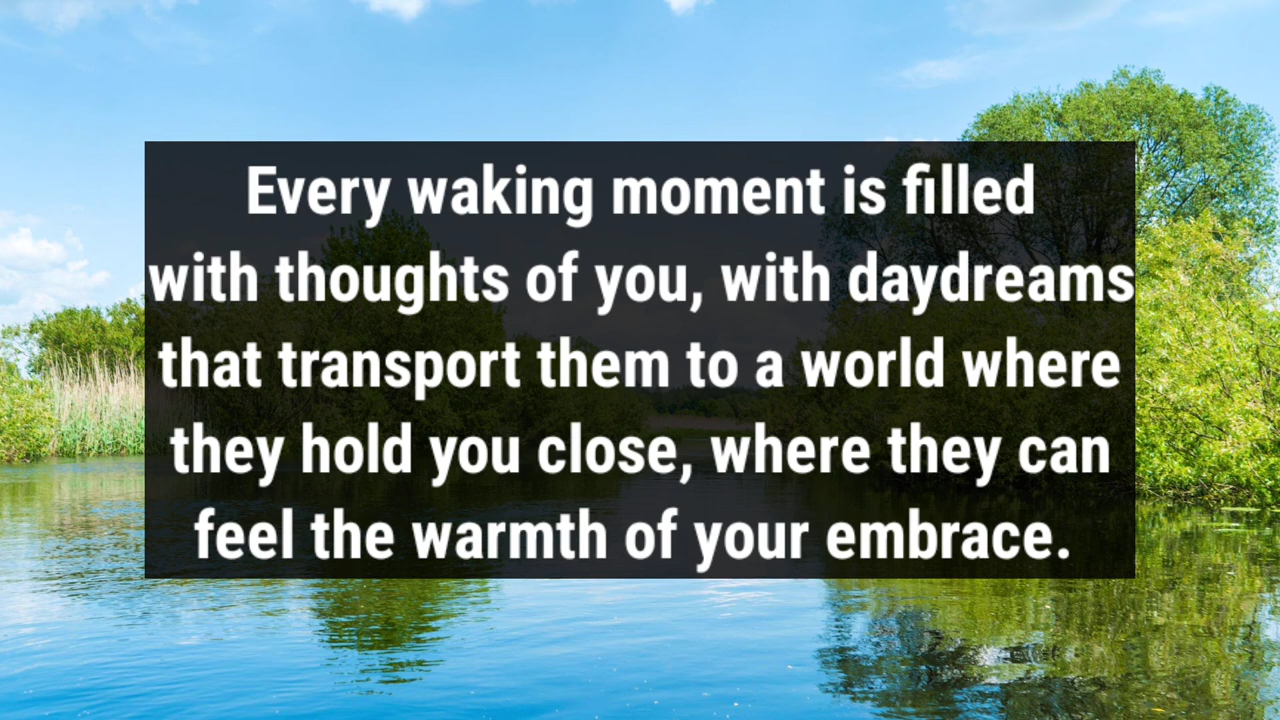 Every waking moment is filled
with thoughts of you, with daydreams
that transport them to a world where
they hold you close, where they can
feel the warmth of your embrace.